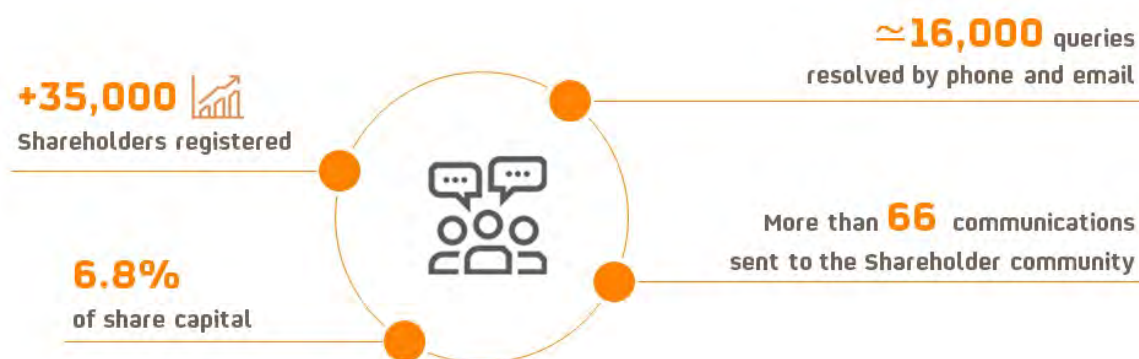 +35,000
Shareholders registered
6.8%
of share capital
≃16,000 queries
resolved by phone and email
More than 66 communications
sent to the Shareholder community